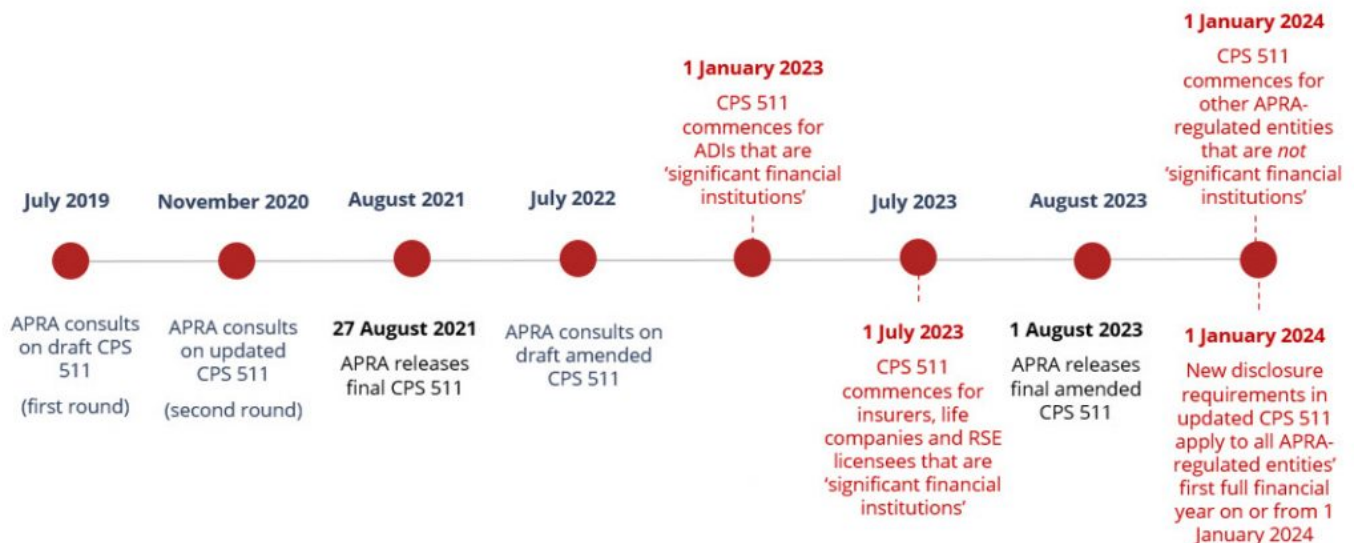 July 2019
APRA consults
on draft CPS
511
(first round)
November 2020
APRA consults
on updated
CPS 511
(second round)
August 2021
27 August 2021
APRA releases
final CPS 511
July 2022
APRA consults on
draft amended
CPS 511
1 January 2023
CPS 511
commences for
ADIs that are
‘significant financial
institutions’
July 2023
1 July 2023
CPS 511
commences for
insurers, life
companies and RSE
licensees that are
‘significant financial
institutions’
August 2023
1 August 2023
APRA releases
final amended
CPS 511
1 January 2024
CPS 511
commences for
other APRA-
regulated entities
that are not
‘significant financial
institutions’
1 January 2024
New disclosure
requirements in
updated CPS 511
apply to all APRA-
regulated entities’
first full financial
year on or from 1
January 2024